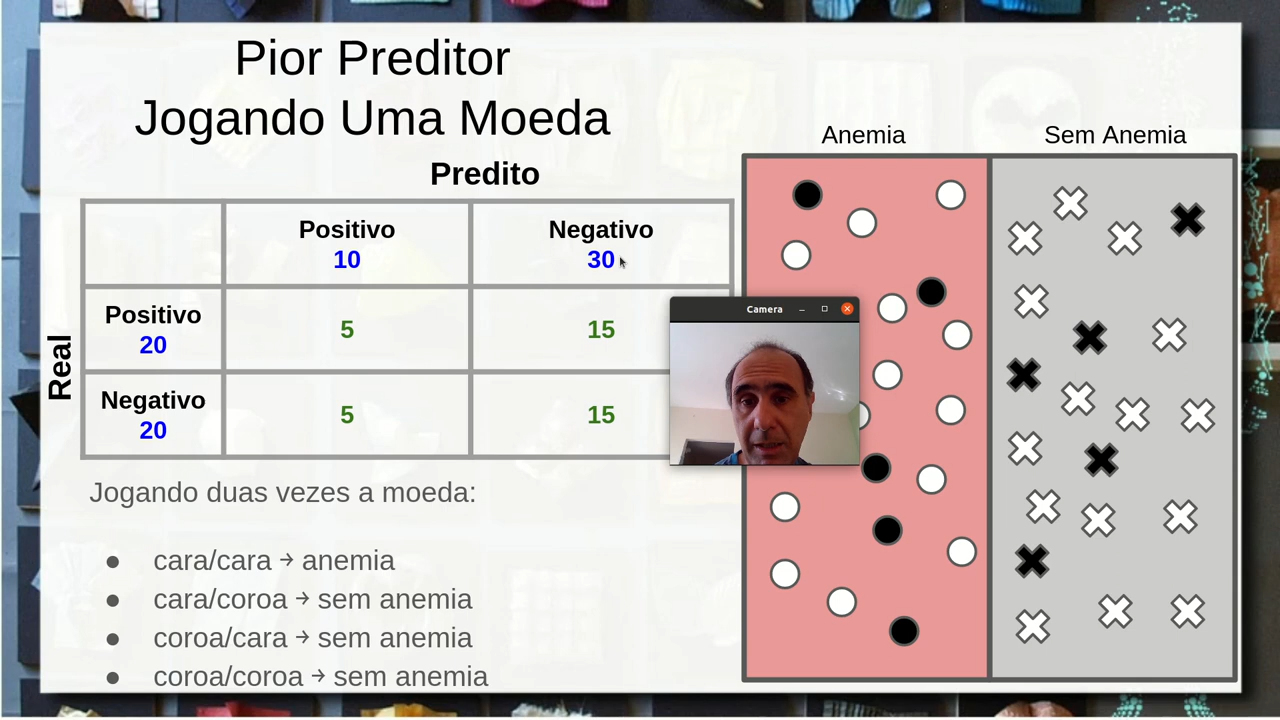 Pior Preditor
Jogando Uma Moeda
Predito
Positivo
10
Negativo
30
Real
Positivo
20
5
15
Negativo
20
5
15
Jogando duas vezes a moeda:
● cara/cara → anemia
● cara/coroa → sem anemia
● coroa/cara → sem anemia
● coroa/coroa → sem anemia
Anemia
Sem Anemia
Camera